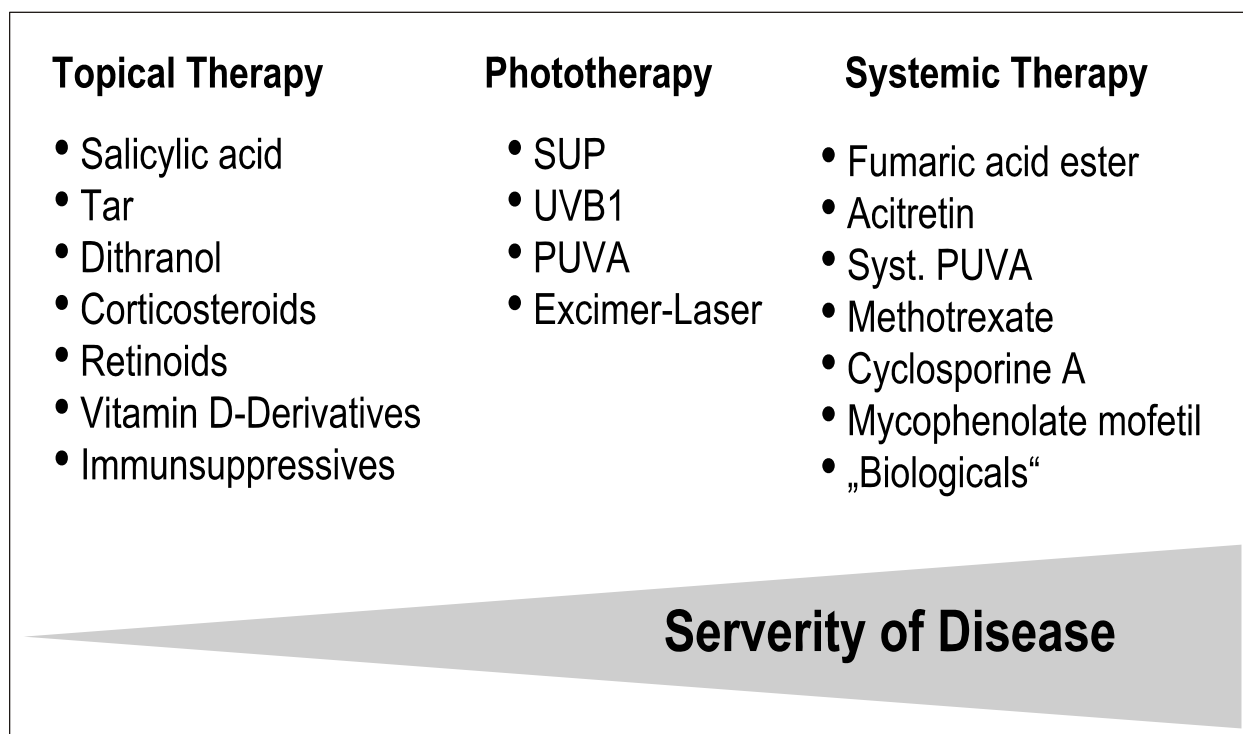 Topical Therapy
• Salicylic acid
• Tar
• Dithranol
• Corticosteroids
• Retinoids
• Vitamin D-Derivatives
• Immunsuppressives
Phototherapy
• SUP
• UVB1
• PUVA
• Excimer-Laser
Systemic Therapy
• Fumaric acid ester
• Acitretin
• Syst. PUVA
• Methotrexate
• Cyclosporine A
• Mycophenolate mofetil
• „Biologicals“
Serverity of Disease